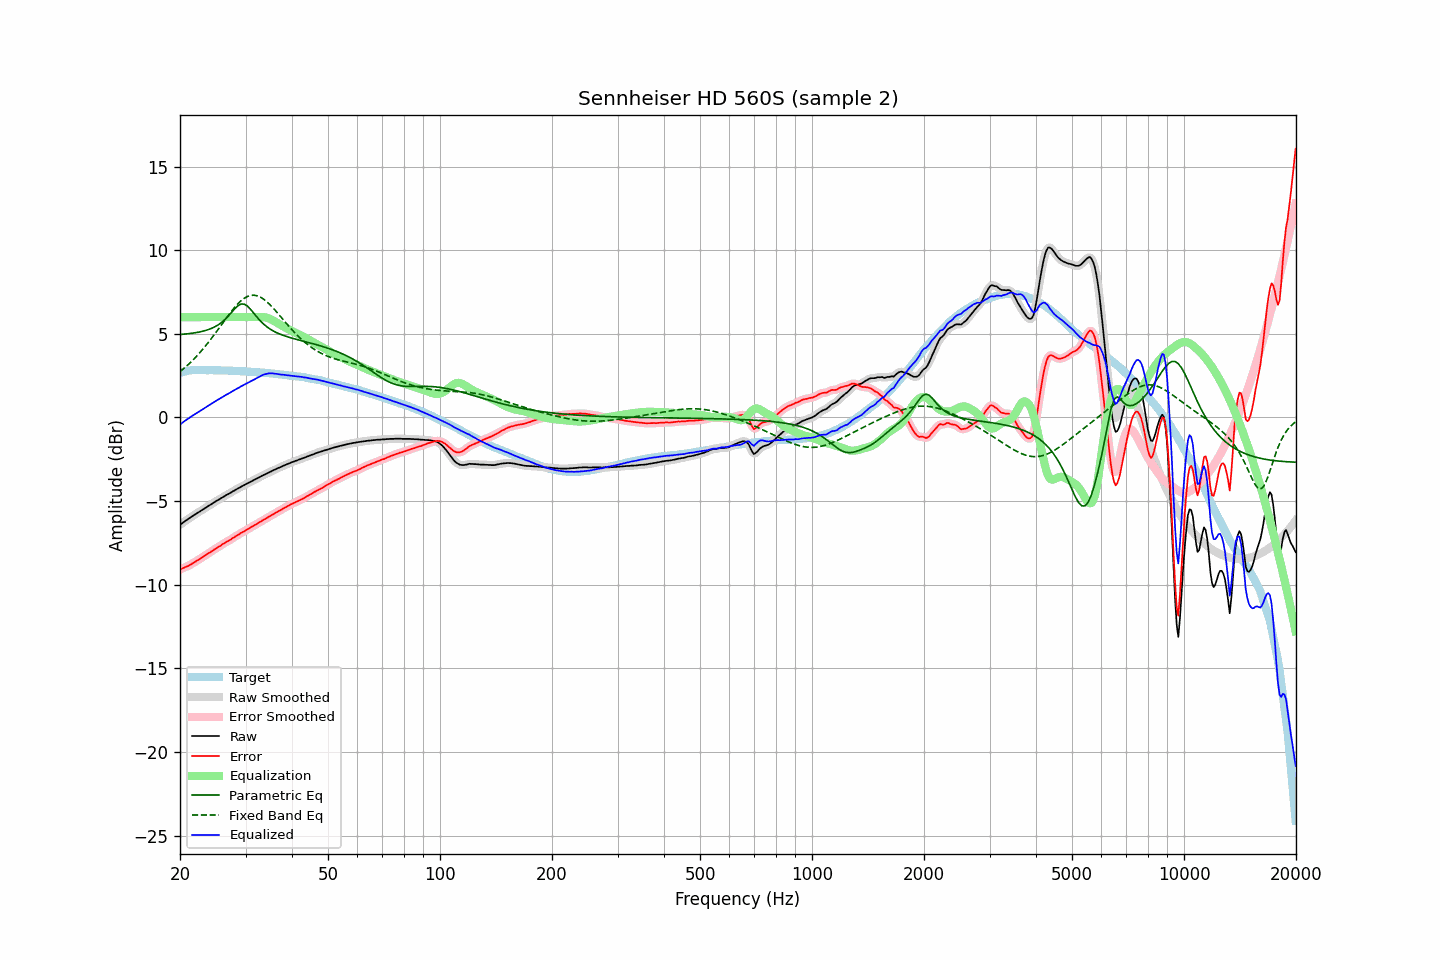 Sennheiser HD 560S (sample 2)
15
10
5
0
−5
−10
−15
−20
−25
Amplitude (dBr)
Target
Raw Smoothed
Error Smoothed
Raw
Error
Equalization
Parametric Eq
Fixed Band Eq
Equalized
20 50 100 200 500 1000 2000 5000 10000 20000
Frequency (Hz)